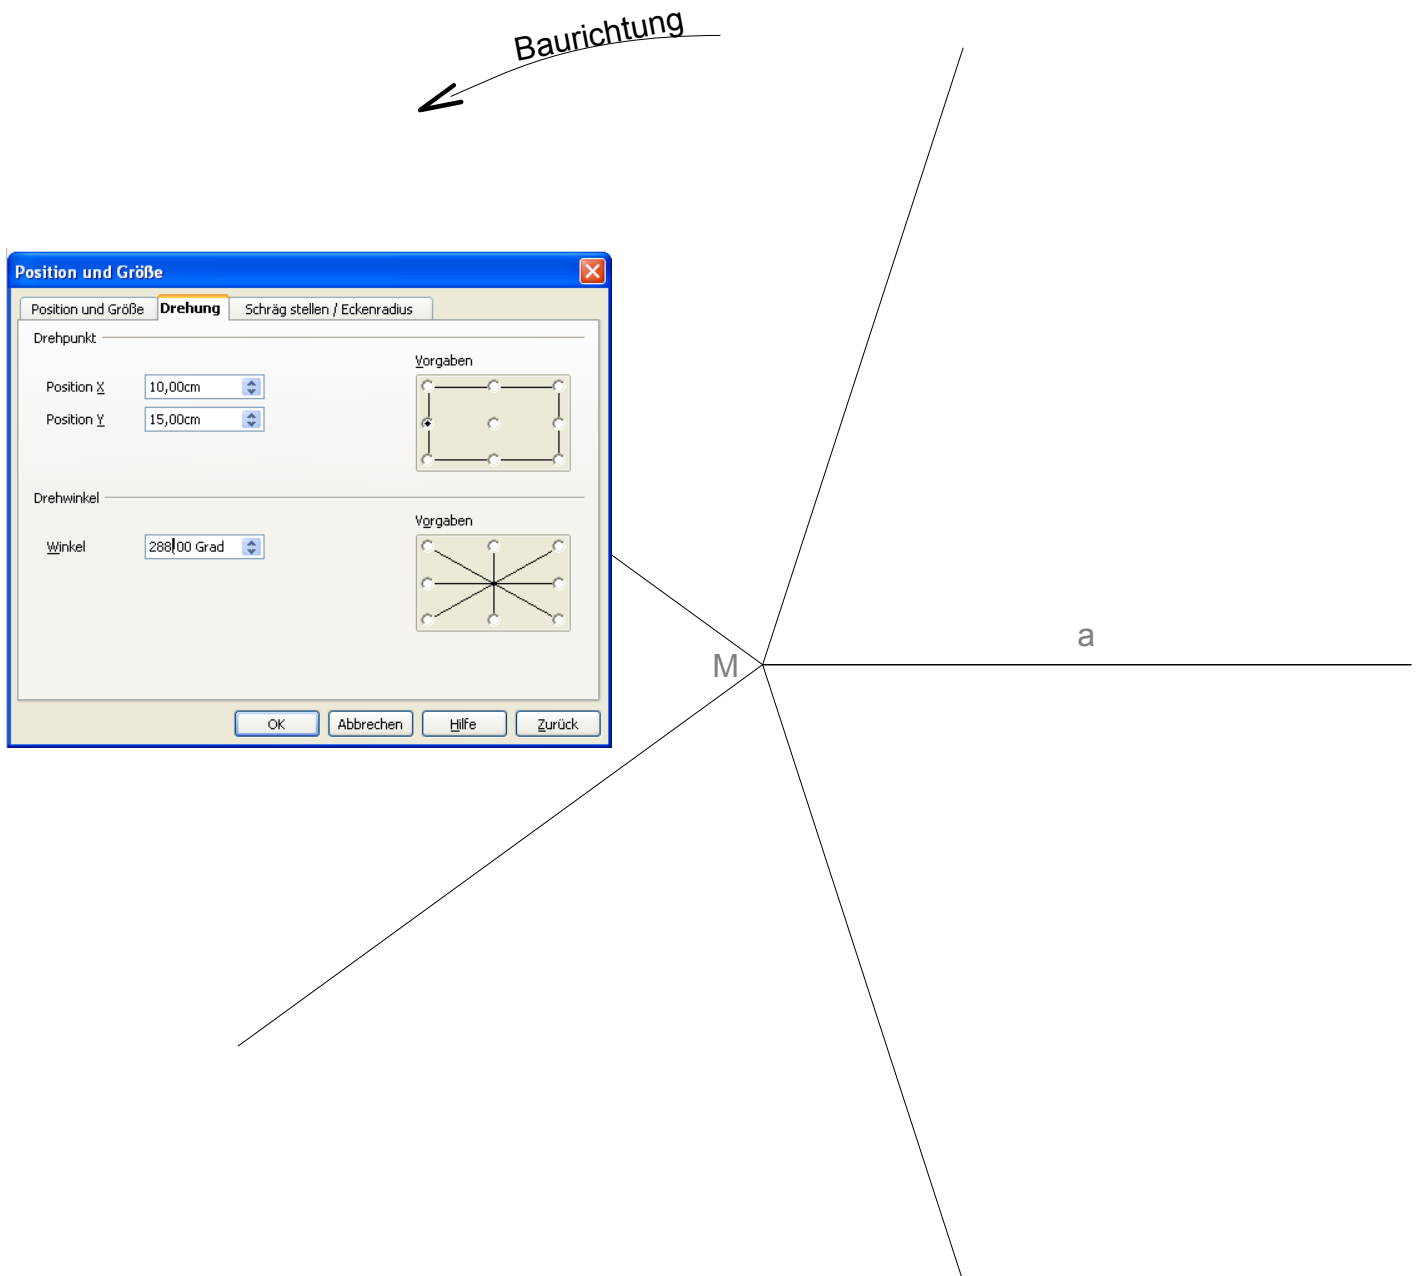 Baurichtung
Position und Größe
Position und Größe Drehung Schräg stellen / Eckenradius
Drehpunkt
Vorgaben
Position X 10,00cm
Position Y 15,00cm
Drehwinkel
Vorgaben
Winkel 288,00 Grad
a
M
OK Abbrechen Hilfe Zurück